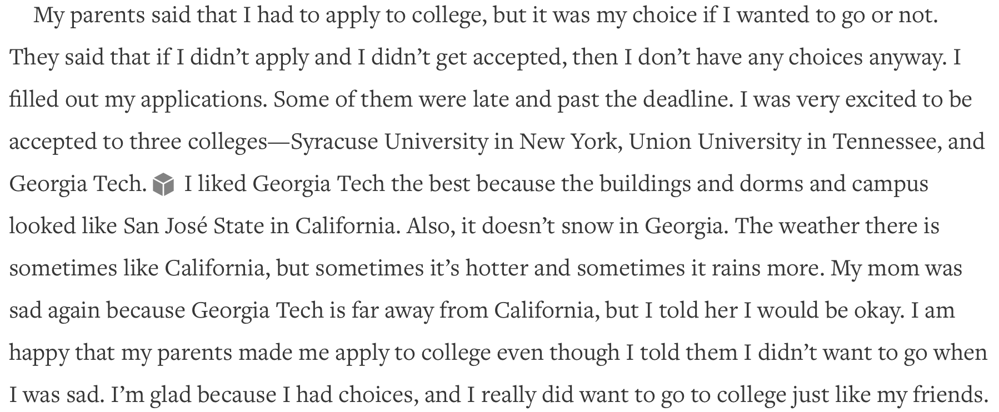 My parents said that I had to apply to college, but it was my choice if I wanted to go or not.
They said that if I didn’t apply and I didn’t get accepted, then I don’t have any choices anyway. I
filled out my applications. Some of them were late and past the deadline. I was very excited to be
accepted to three colleges—Syracuse University in New York, Union University in Tennessee, and
Georgia Tech. I liked Georgia Tech the best because the buildings and dorms and campus
looked like San José State in California. Also, it doesn’t snow in Georgia. The weather there is
sometimes like California, but sometimes it’s hotter and sometimes it rains more. My mom was
sad again because Georgia Tech is far away from California, but I told her I would be okay. I am
happy that my parents made me apply to college even though I told them I didn’t want to go when
I was sad. I’m glad because I had choices, and I really did want to go to college just like my friends.